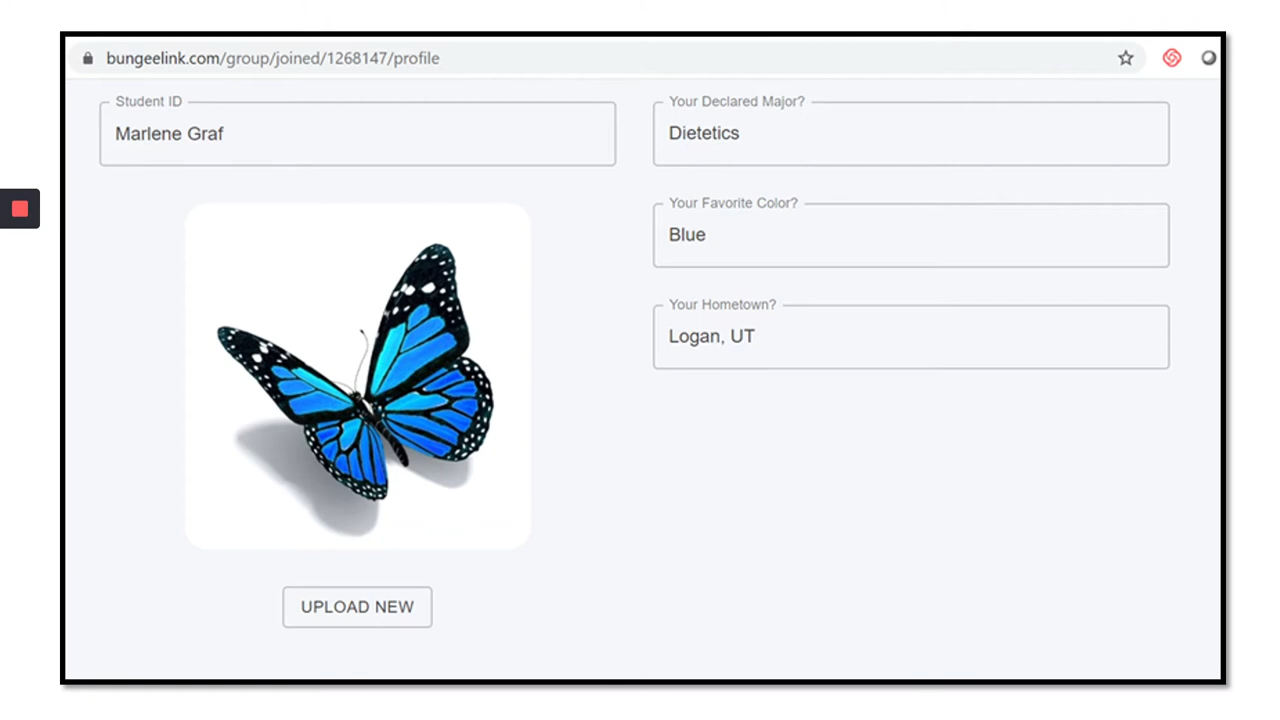 bungeelink.com/group/joined/1268147/profile
Student ID
Marlene Graf
UPLOAD NEW
Your Declared Major?
Dietetics
Your Favorite Color?
Blue
Your Hometown?
Logan, UT